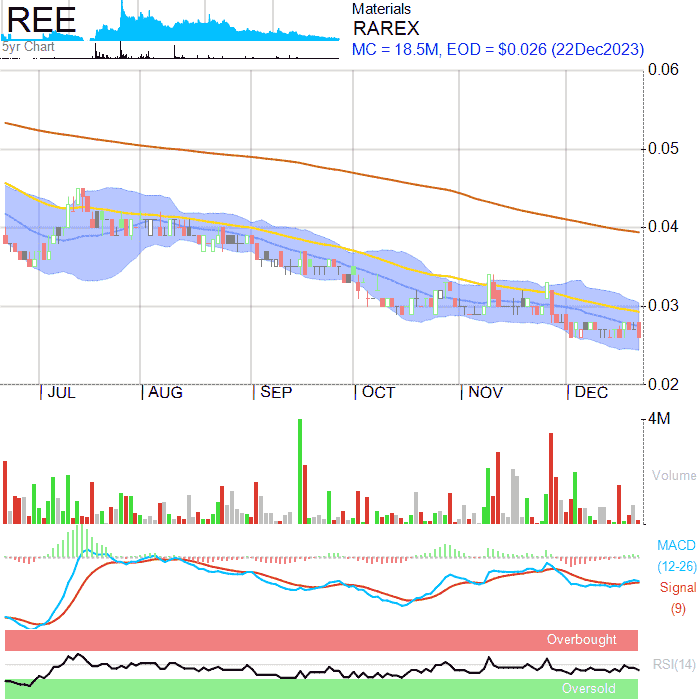 REE
5yr Chart
Materials
RAREX
MC = 18.5M, EOD = $0.026 (22Dec2023)
0.06
0.05
0.04
0.03
0.02
JUL AUG SEP OCT NOV DEC
4M
Volume
MACD
(12-26)
Signal
(9)
Overbought
RSI(14)
Oversold